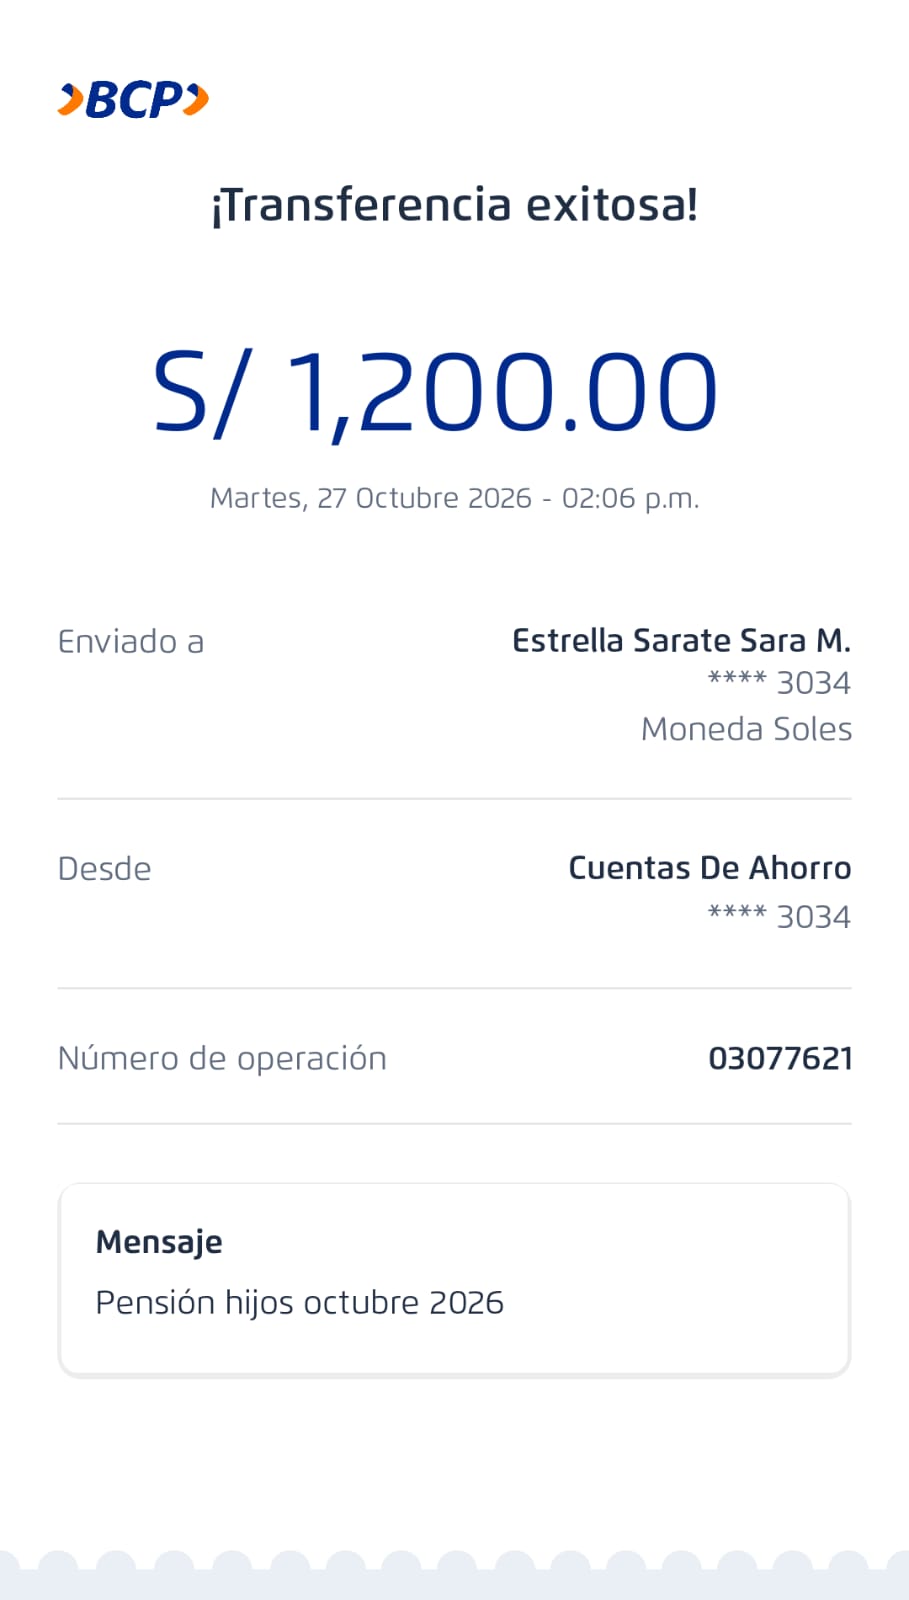 BCP
¡Transferencia exitosa!
S/ 1,200.00
Martes, 27 Octubre 2026 - 02:06 p.m.
Enviado a
Estrella Sarate Sara M.
**** 3034
Moneda Soles
Desde
Cuentas De Ahorro
**** 3034
Número de operación
03077621
Mensaje
Pensión hijos octubre 2026